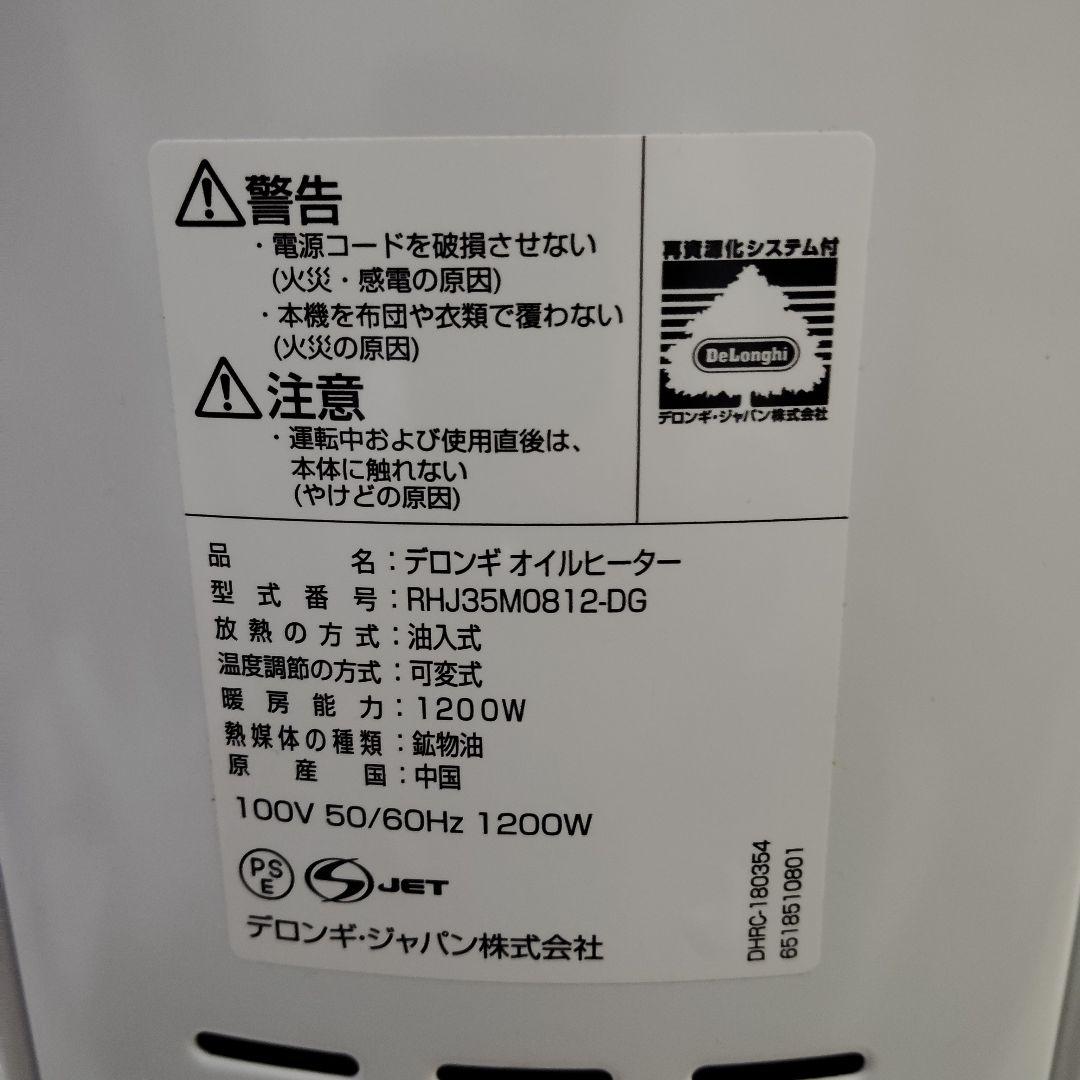 警告
・電源コードを破損させない
(火災・感電の原因)
・本機を布団や衣類で覆わない
(火災の原因)
注意
・運転中および使用直後は、
本体に触れない
(やけどの原因)
再資源化システム付
DeLonghi
デロンギ・ジャパン株式会社
品名：デロンギ オイルヒーター
型式番号：RHJ35M0812-DG
放熱の方式：油入式
温度調節の方式：可変式
暖房能力：1200W
熱媒体の種類：鉱物油
原産国：中国
100V 50/60Hz 1200W
PSE
S JET
デロンギ・ジャパン株式会社
DHRC-180354
6518510801